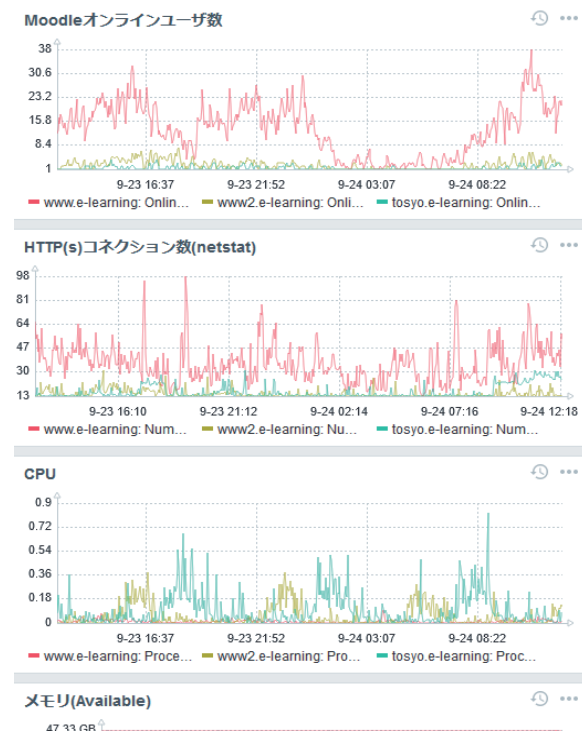 Moodleオンラインユーザ数
38
30.6
23.2
15.8
8.4
1
9-23 16:37 9-23 21:52 9-24 03:07 9-24 08:22
www.e-learning: Onlin... www2.e-learning: Onli... tosyo.e-learning: Onlin...
HTTP(s)コネクション数(netstat)
98
81
64
47
30
13
9-23 16:10 9-23 21:12 9-24 02:14 9-24 07:16 9-24 12:18
www.e-learning: Num... www2.e-learning: Nu... tosyo.e-learning: Num...
CPU
0.9
0.72
0.54
0.36
0.18
0
9-23 16:37 9-23 21:52 9-24 03:07 9-24 08:22
www.e-learning: Proce... www2.e-learning: Pro... tosyo.e-learning: Proc...
メモリ(Available)
47.33 GB